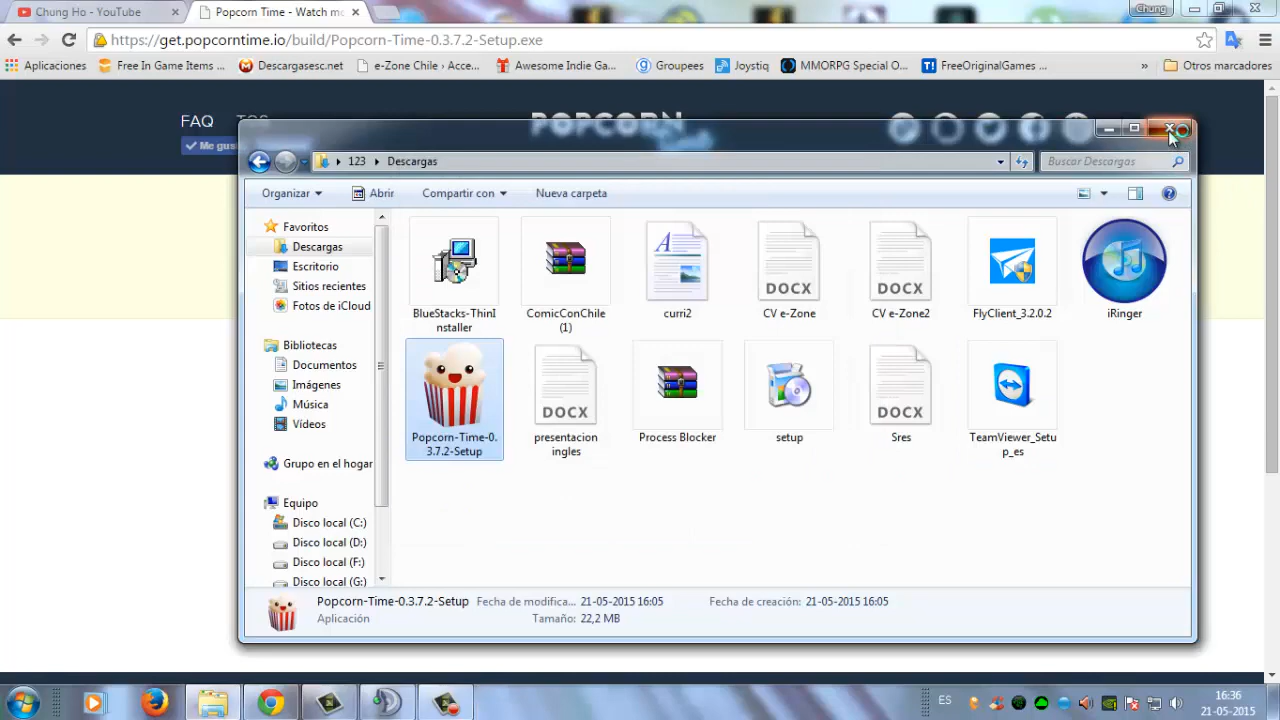 Chung Ho - YouTube
Popcorn Time - Watch mo
Chung
https://get.popcorntime.io/build/Popcorn-Time-0.3.7.2-Setup.exe
Aplicaciones
Free In Game Items ...
Descargasesc.net
e-Zone Chile › Acce...
Awesome Indie Ga...
Groupees
Joystiq
MMORPG Special O...
FreeOriginalGames ...
»
Otros marcadores
FAQ
TOS
POPCORN
Me gus
123
Descargas
Buscar Descargas
Organizar
Abrir
Compartir con
Nueva carpeta
Favoritos
Descargas
Escritorio
Sitios recientes
Fotos de iCloud
Bibliotecas
Documentos
Imágenes
Música
Vídeos
Grupo en el hogar
Equipo
Disco local (C:)
Disco local (D:)
Disco local (F:)
Disco local (G:)
BlueStacks-ThinI
nstaller
ComicConChile
(1)
A
curri2
DOCX
CV e-Zone
DOCX
CV e-Zone2
FlyClient_3.2.0.2
iRinger
Popcorn-Time-0.
3.7.2-Setup
DOCX
presentacion
ingles
Process Blocker
setup
DOCX
Sres
TeamViewer_Setu
p_es
Popcorn-Time-0.3.7.2-Setup
Fecha de modifica... 21-05-2015 16:05
Fecha de creación: 21-05-2015 16:05
Aplicación
Tamaño: 22,2 MB
ES
16:36
21-05-2015